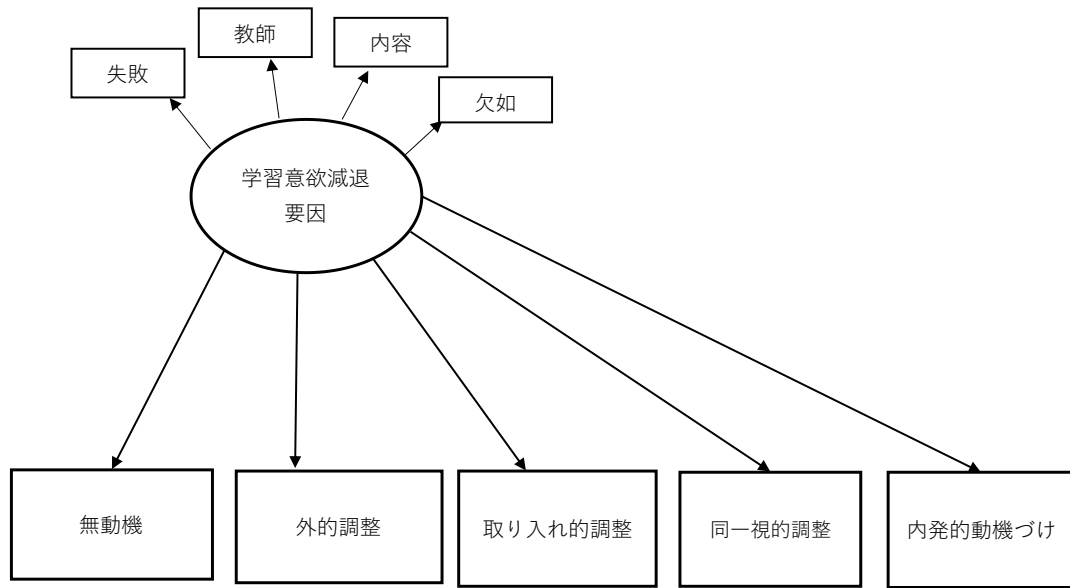 教師
内容
失敗
欠如
学習意欲減退
要因
無動機
外的調整
取り入れ的調整
同一視的調整
内発的動機づけ